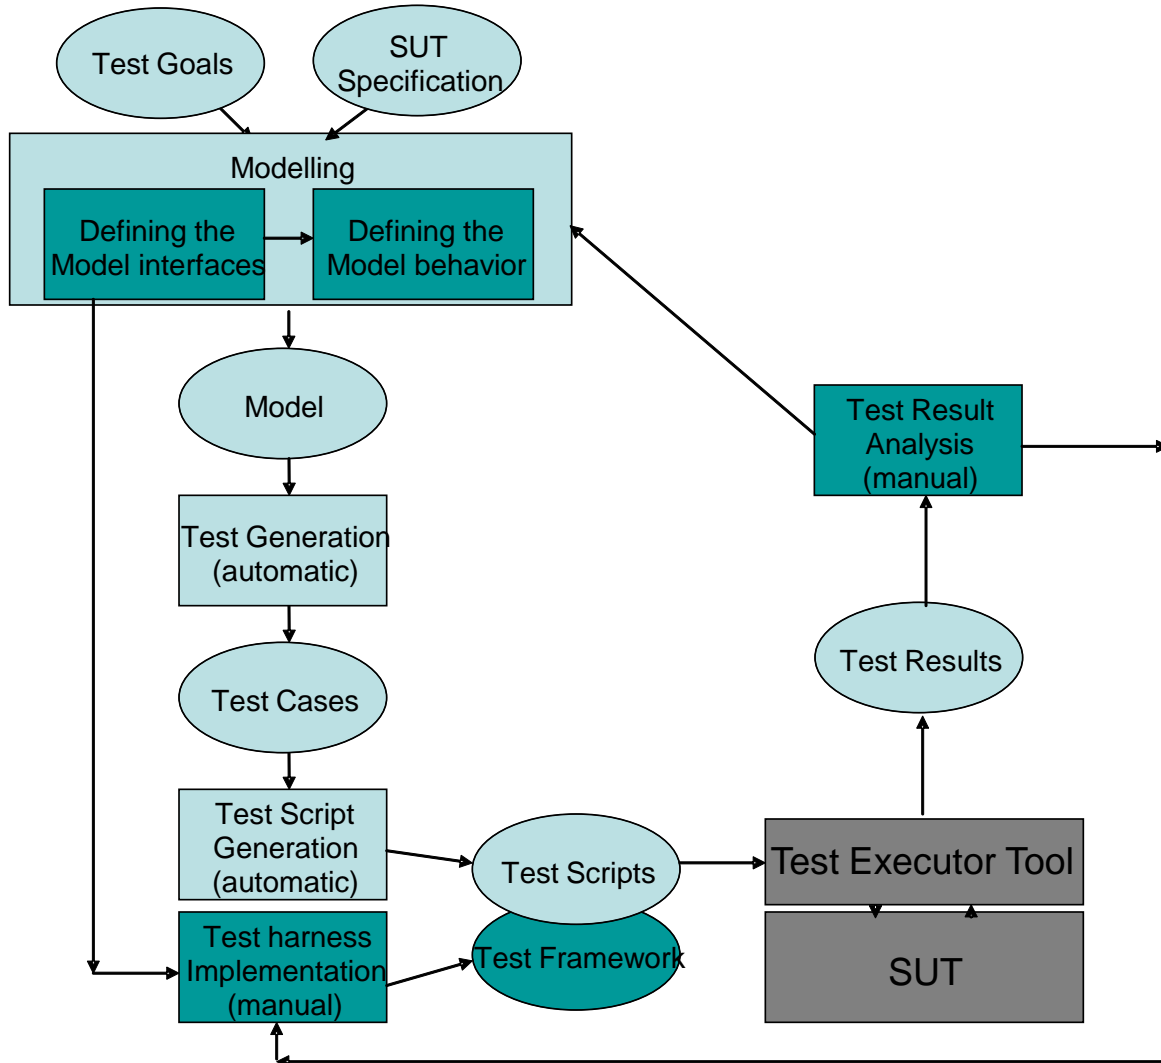 Test Goals
SUT
Specification
Modelling
Defining the
Model interfaces
Defining the
Model behavior
Model
Test Result
Analysis
(manual)
Test Generation
(automatic)
Test Results
Test Cases
Test Script
Generation
(automatic)
Test Scripts
Test Executor Tool
Test harness
Implementation
(manual)
Test Framework
SUT